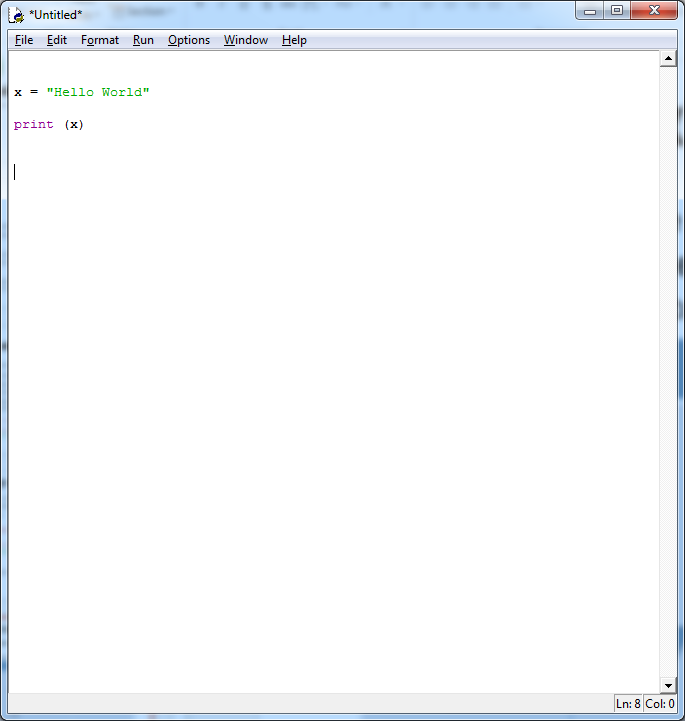 *Untitled*
File Edit Format Run Options Window Help
x = "Hello World"
print (x)
Ln: 8 Col: 0